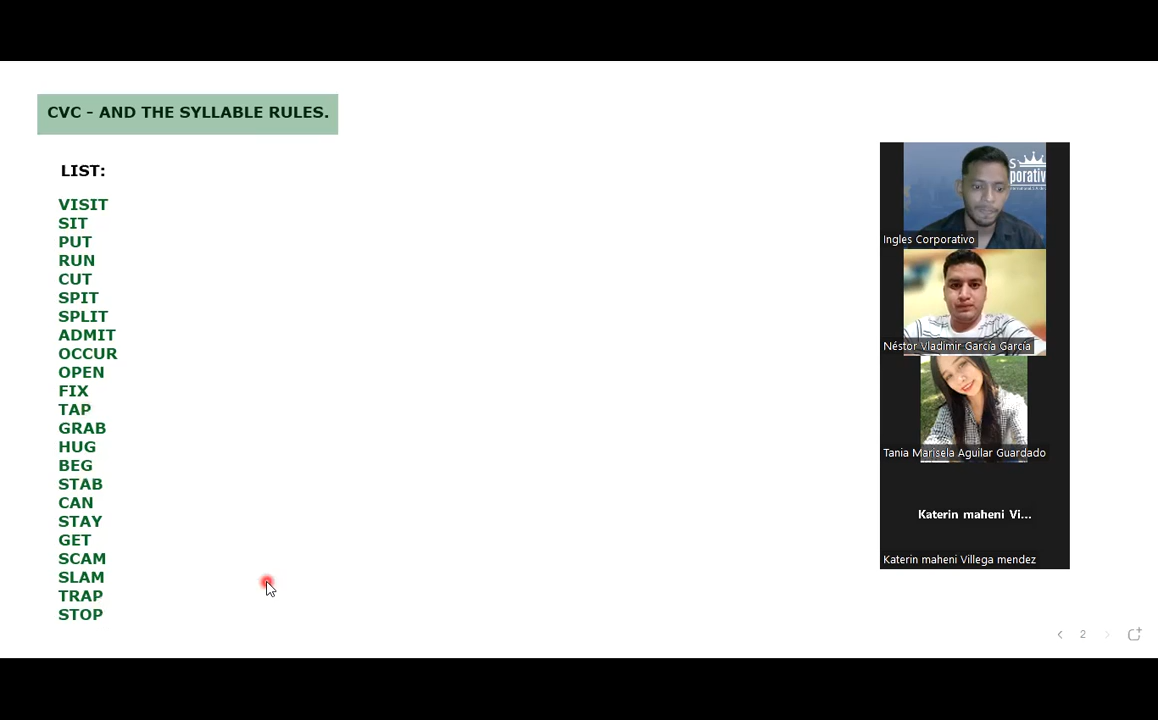 CVC - AND THE SYLLABLE RULES.
LIST:
VISIT
SIT
PUT
RUN
CUT
SPIT
SPLIT
ADMIT
OCCUR
OPEN
FIX
TAP
GRAB
HUG
BEG
STAB
CAN
STAY
GET
SCAM
SLAM
TRAP
STOP
Ingles Corporativo
Néstor Vladimir García García
Tania Marisela Aguilar Guardado
Katerin maheni Vi...
Katerin maheni Villega mendez
2